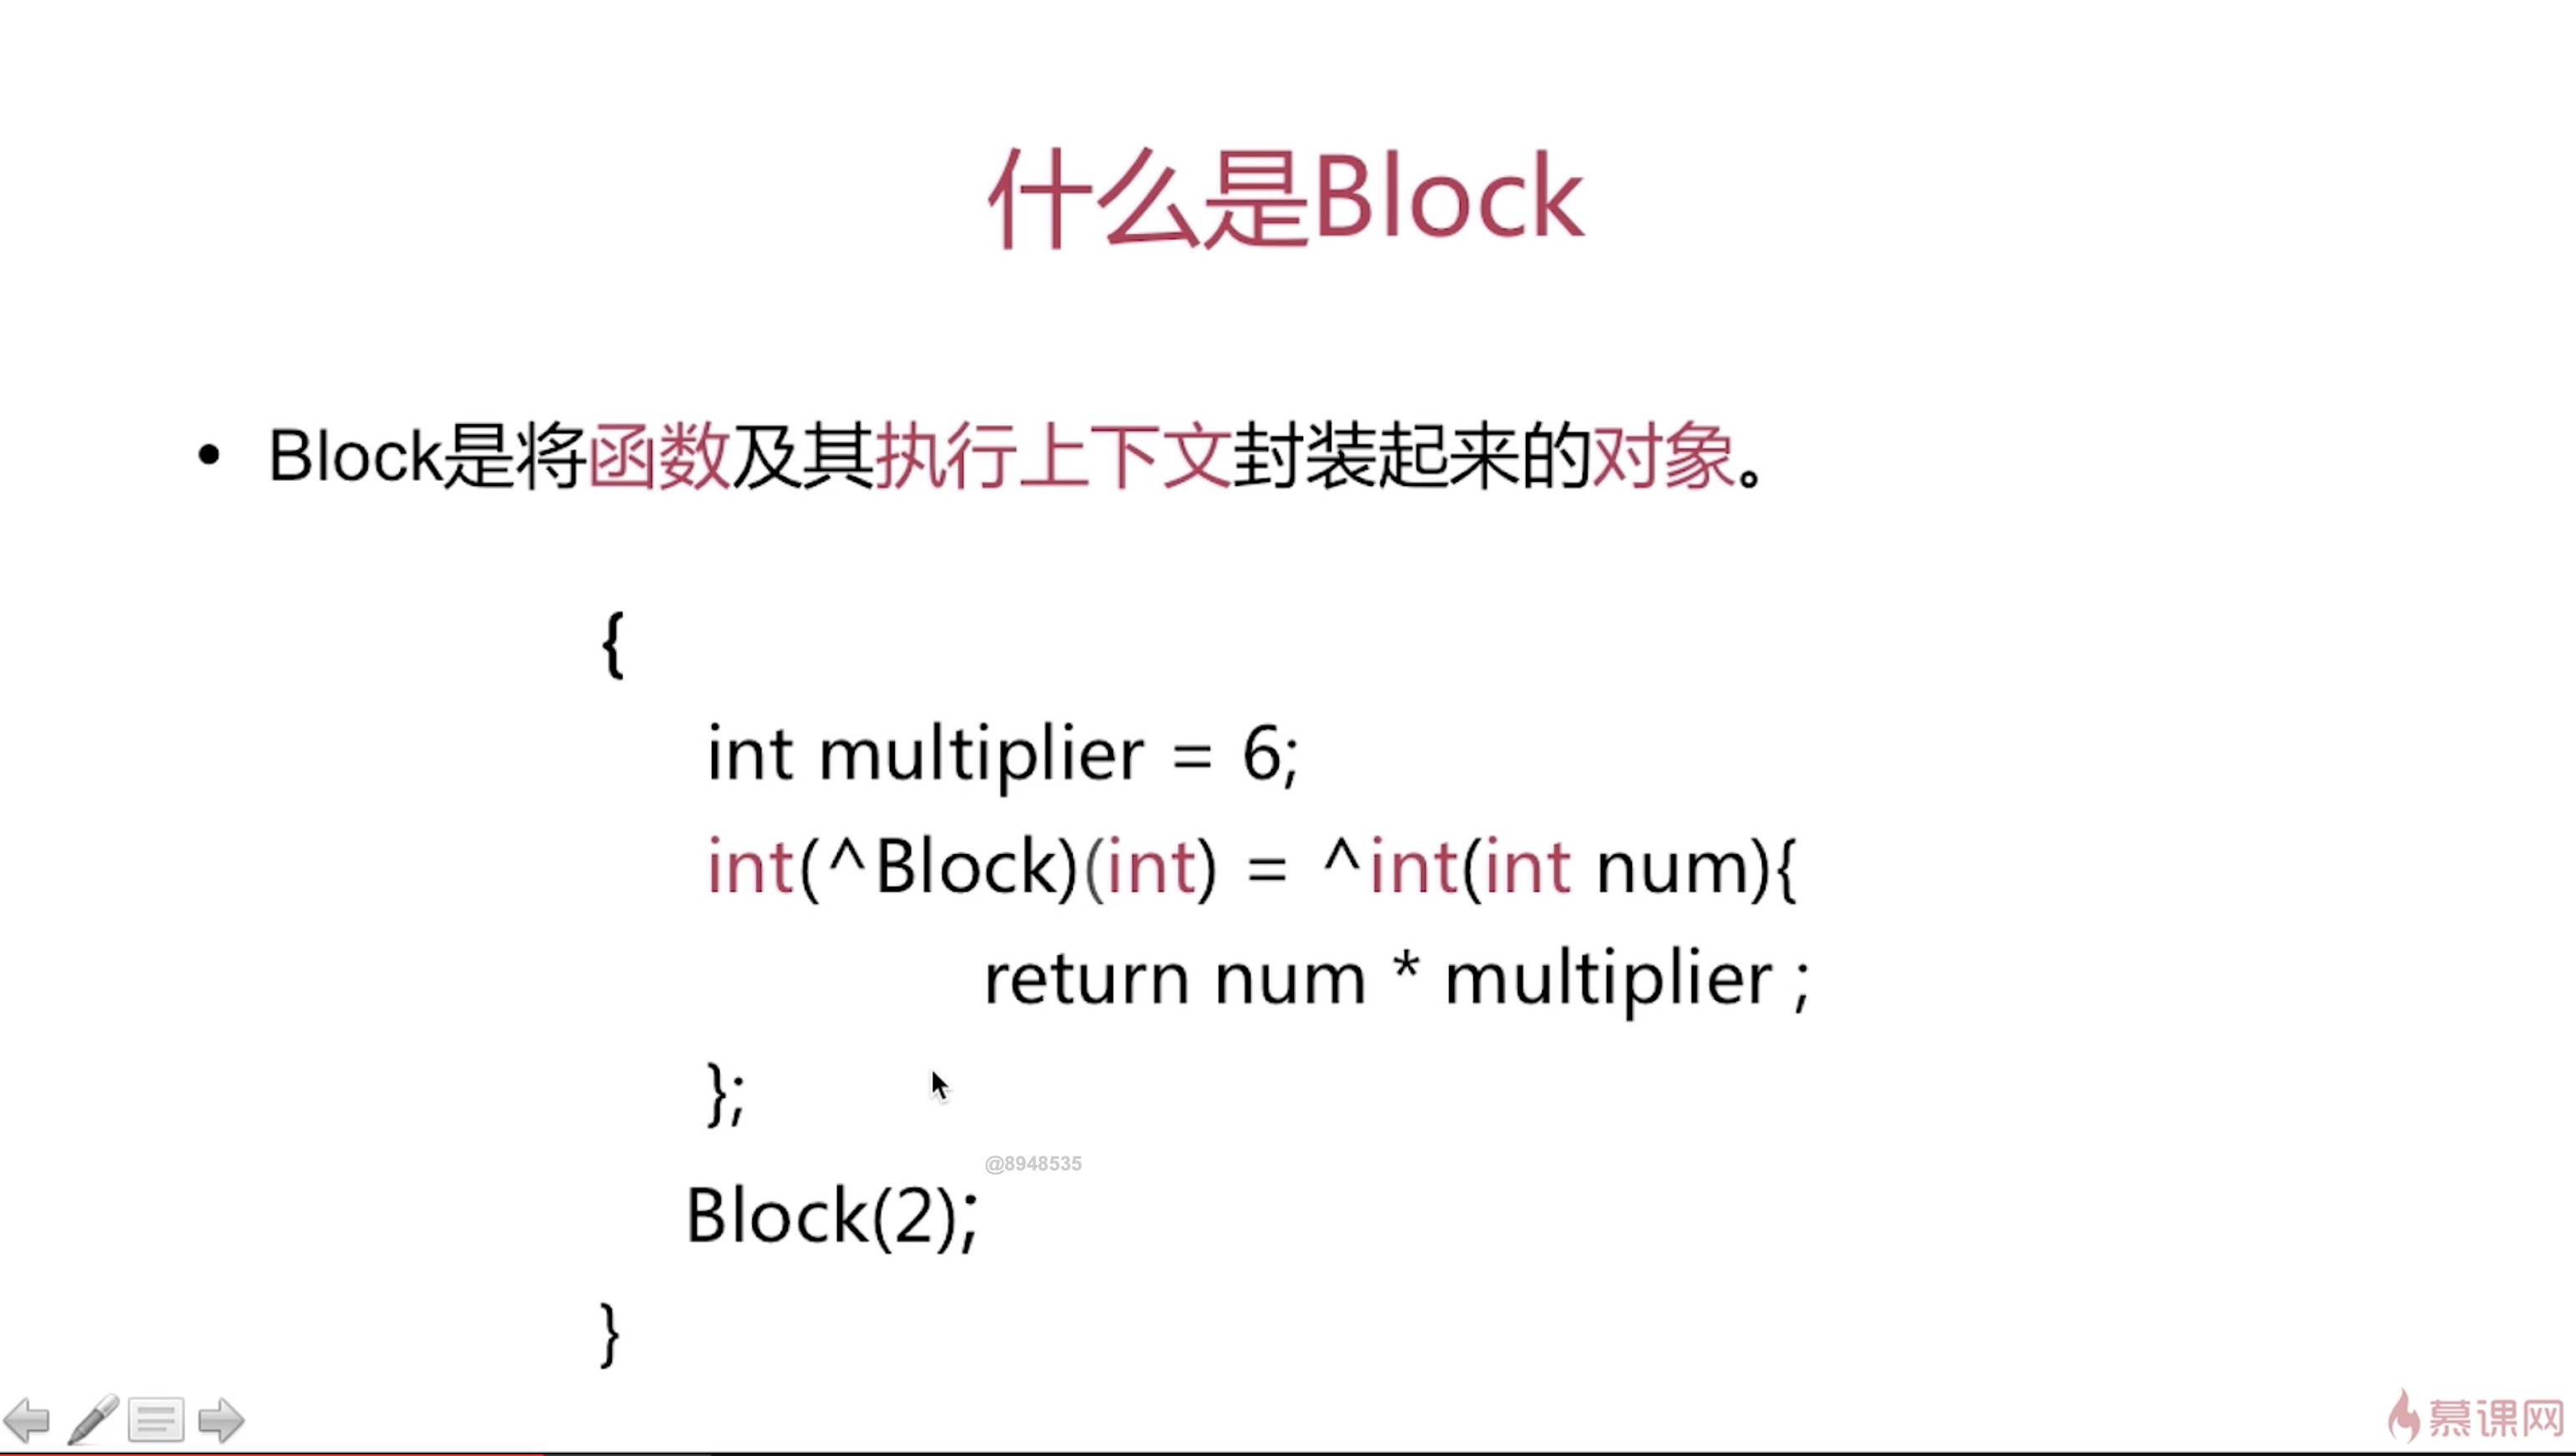 什么是Block
• Block是将函数及其执行上下文封装起来的对象。
{
int multiplier = 6;
int(^Block)(int) = ^int(int num){
return num * multiplier ;
};
@8948535
Block(2);
}
慕课网